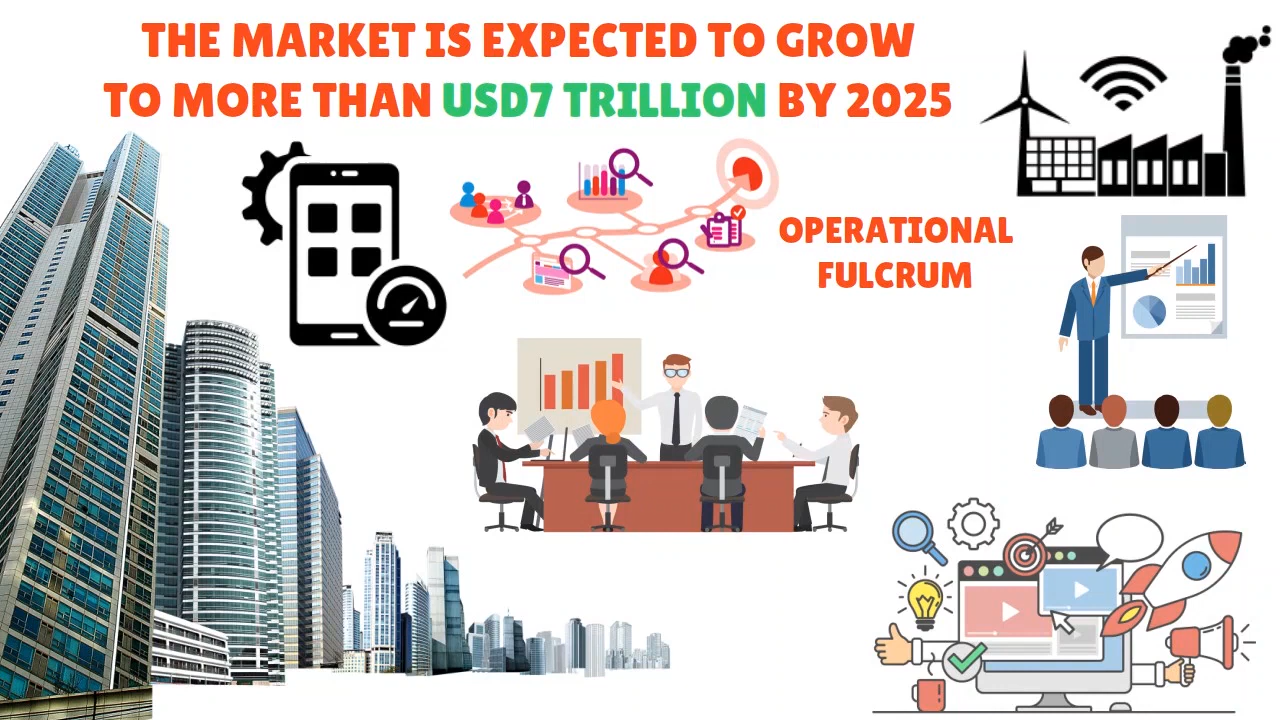 THE MARKET IS EXPECTED TO GROW
TO MORE THAN USD7 TRILLION BY 2025
OPERATIONAL
FULCRUM